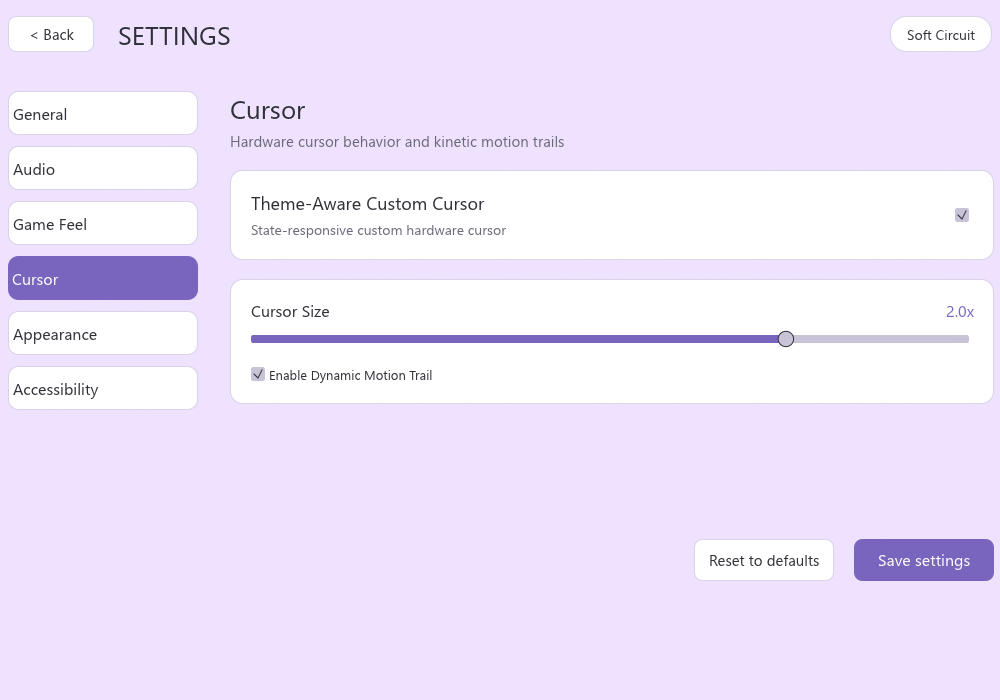 < Back
SETTINGS
Soft Circuit
General
Audio
Game Feel
Cursor
Appearance
Accessibility
Cursor
Hardware cursor behavior and kinetic motion trails
Theme-Aware Custom Cursor
State-responsive custom hardware cursor
Cursor Size
2.0x
Enable Dynamic Motion Trail
Reset to defaults
Save settings